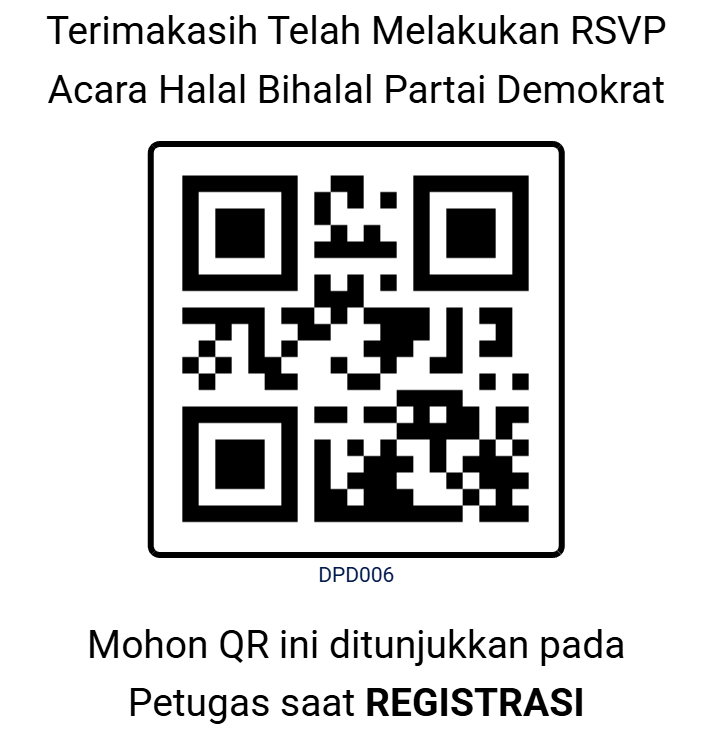 Terimakasih Telah Melakukan RSVP
Acara Halal Bihalal Partai Demokrat
DPD006
Mohon QR ini ditunjukkan pada
Petugas saat REGISTRASI